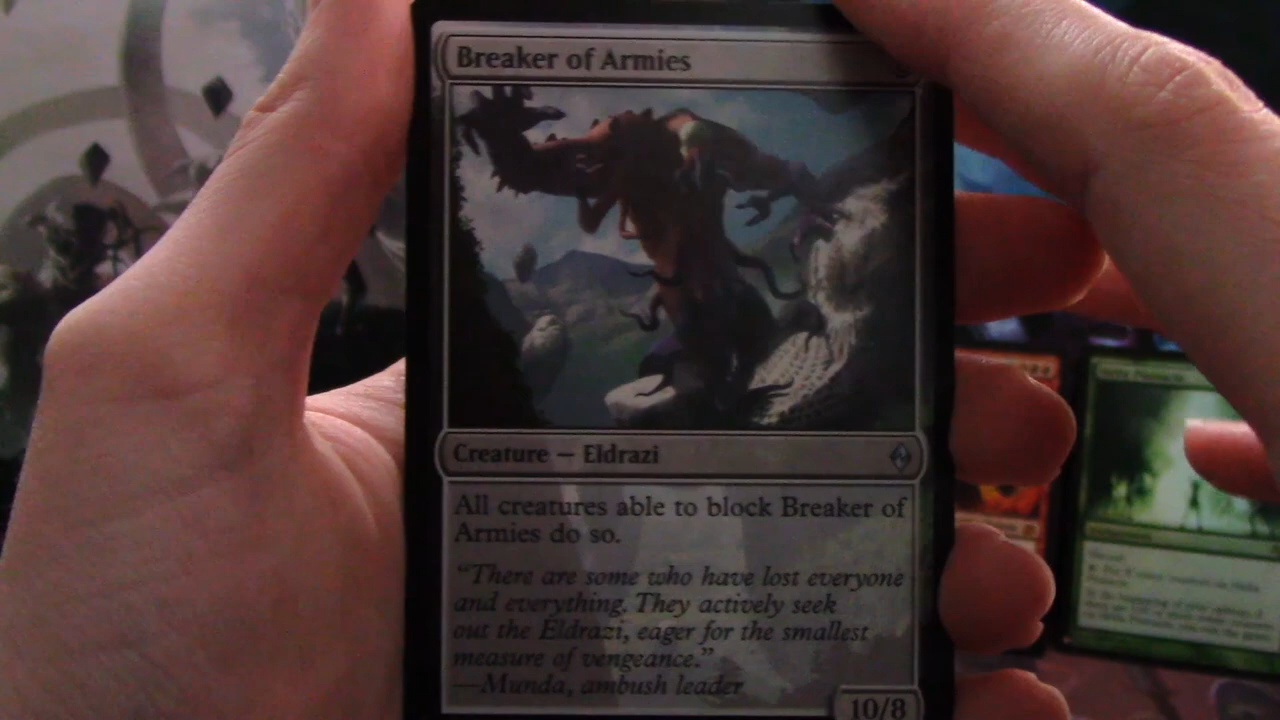 Breaker of Armies
Creature — Eldrazi
All creatures able to block Breaker of
Armies do so.
"There are some who have lost everyone
and everything. They actively seek
out the Eldrazi, eager for the smallest
measure of vengeance."
—Munda, ambush leader
10/8